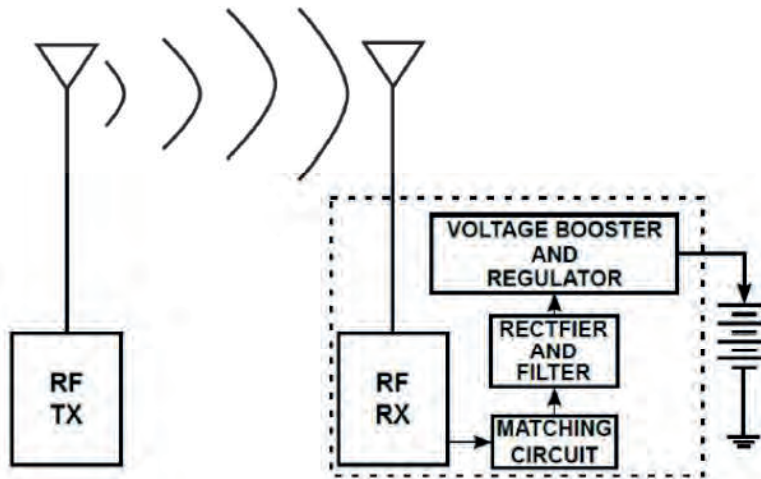 RF
TX
RF
RX
VOLTAGE BOOSTER
AND
REGULATOR
RECTFIER
AND
FILTER
MATCHING
CIRCUIT